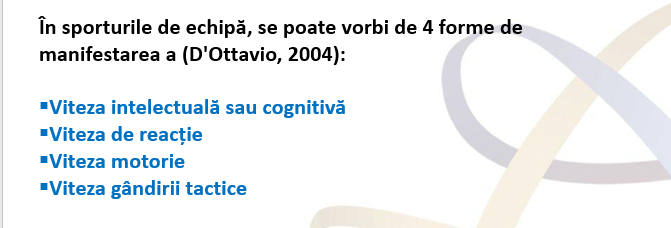 În sporturile de echipă, se poate vorbi de 4 forme de
manifestarea a (D'Ottavio, 2004):
▪Viteza intelectuală sau cognitivă
▪Viteza de reacție
▪Viteza motorie
▪Viteza gândirii tactice